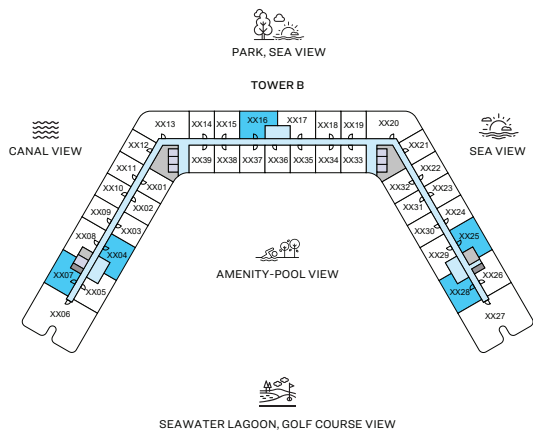 PARK, SEA VIEW
TOWER B
XX13
XX14
XX15
XX16
XX17
XX18
XX19
XX20
CANAL VIEW
SEA VIEW
XX12
XX11
XX10
XX09
XX08
XX07
XX06
XX05
XX04
XX03
XX02
XX01
XX39
XX38
XX37
XX36
XX35
XX34
XX33
XX32
XX31
XX30
XX29
XX28
XX21
XX22
XX23
XX24
XX25
XX26
XX27
AMENITY-POOL VIEW
SEAWATER LAGOON, GOLF COURSE VIEW